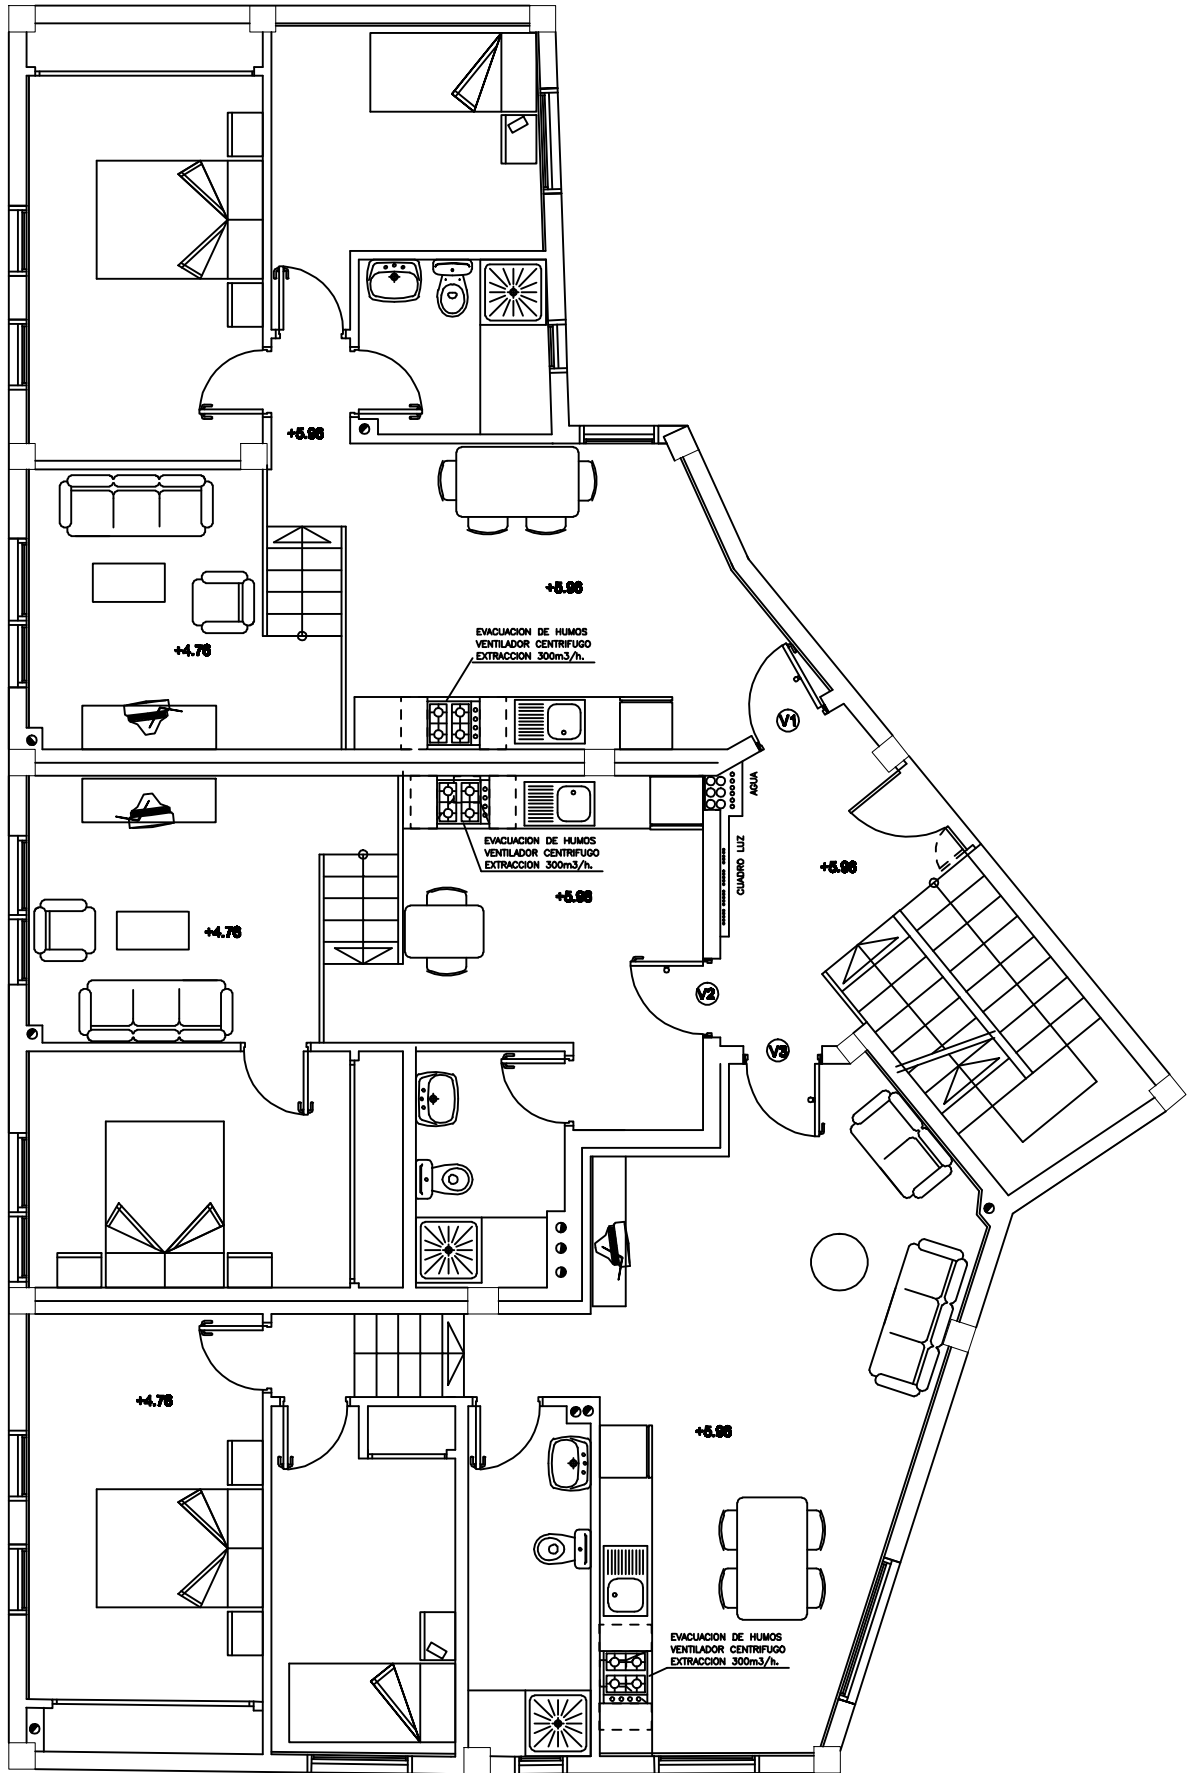 +5.96
+5.96
EVACUACION DE HUMOS
VENTILADOR CENTRIFUGO
EXTRACCION 300m3/h.
+4.76
V1
AGUA
EVACUACION DE HUMOS
VENTILADOR CENTRIFUGO
EXTRACCION 300m3/h.
CUADRO LUZ
+5.96
+5.96
+4.76
V2
V3
+4.76
+5.96
EVACUACION DE HUMOS
VENTILADOR CENTRIFUGO
EXTRACCION 300m3/h.